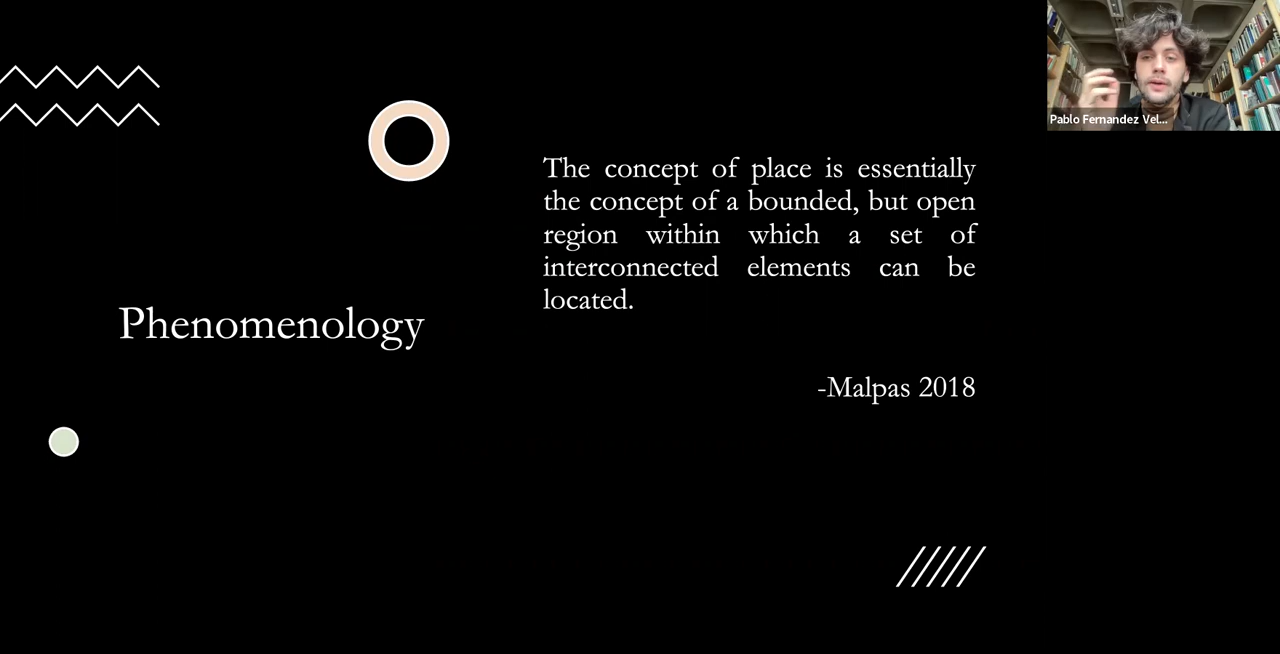 Pablo Fernandez Vel...
The concept of place is essentially
the concept of a bounded, but open
region within which a set of
interconnected elements can be
located.
Phenomenology
-Malpas 2018